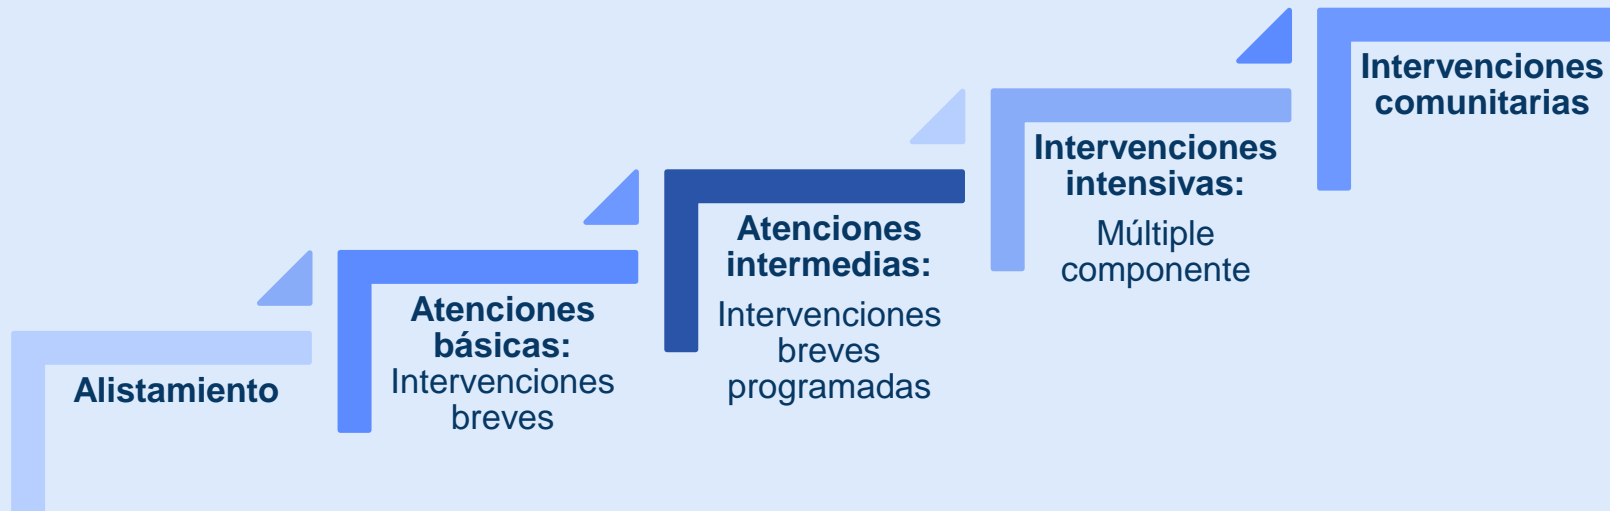 Alistamiento
Atenciones
básicas:
Intervenciones
breves
Atenciones
intermedias:
Intervenciones
breves
programadas
Intervenciones
intensivas:
Múltiple
componente
Intervenciones
comunitarias